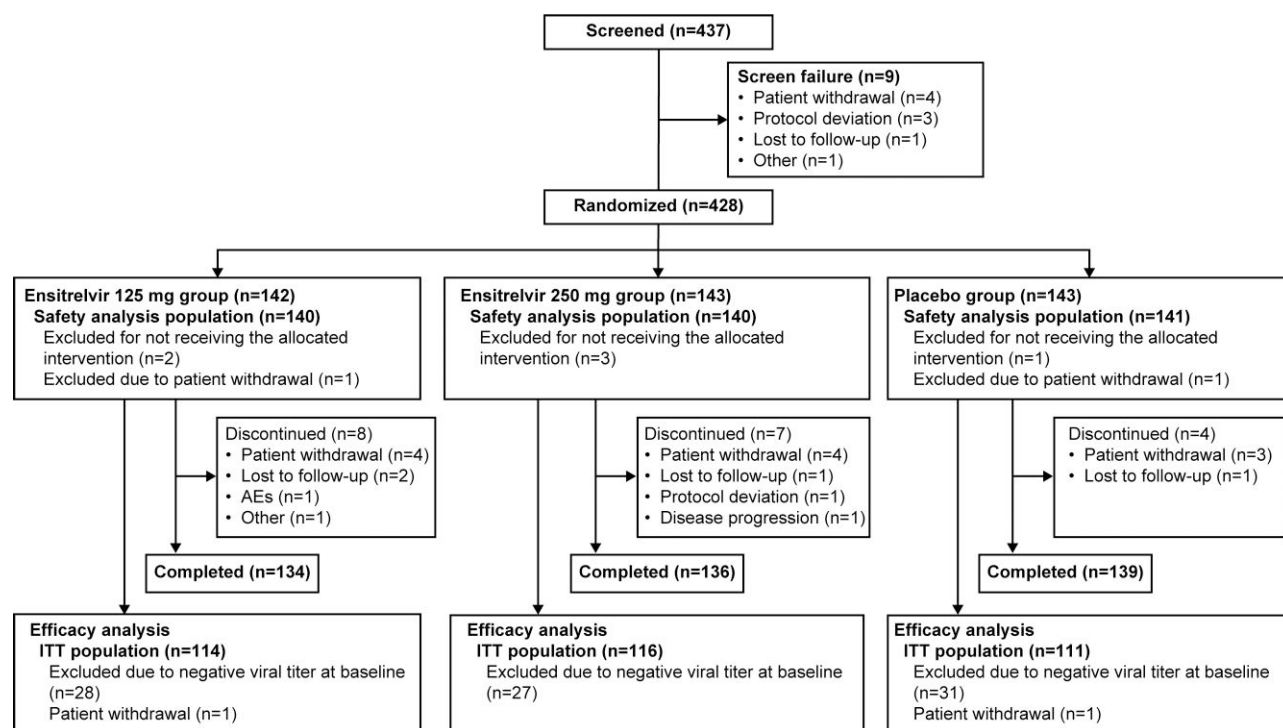 Screened (n=437)
Screen failure (n=9)
• Patient withdrawal (n=4)
• Protocol deviation (n=3)
• Lost to follow-up (n=1)
• Other (n=1)
Randomized (n=428)
Ensitrelvir 125 mg group (n=142)
Safety analysis population (n=140)
Excluded for not receiving the allocated
intervention (n=2)
Excluded due to patient withdrawal (n=1)
Ensitrelvir 250 mg group (n=143)
Safety analysis population (n=140)
Excluded for not receiving the allocated
intervention (n=3)
Placebo group (n=143)
Safety analysis population (n=141)
Excluded for not receiving the allocated
intervention (n=1)
Excluded due to patient withdrawal (n=1)
Discontinued (n=8)
• Patient withdrawal (n=4)
• Lost to follow-up (n=2)
• AEs (n=1)
• Other (n=1)
Discontinued (n=7)
• Patient withdrawal (n=4)
• Lost to follow-up (n=1)
• Protocol deviation (n=1)
• Disease progression (n=1)
Discontinued (n=4)
• Patient withdrawal (n=3)
• Lost to follow-up (n=1)
Completed (n=134)
Completed (n=136)
Completed (n=139)
Efficacy analysis
ITT population (n=114)
Excluded due to negative viral titer at baseline
(n=28)
Patient withdrawal (n=1)
Efficacy analysis
ITT population (n=116)
Excluded due to negative viral titer at baseline
(n=27)
Efficacy analysis
ITT population (n=111)
Excluded due to negative viral titer at baseline
(n=31)
Patient withdrawal (n=1)